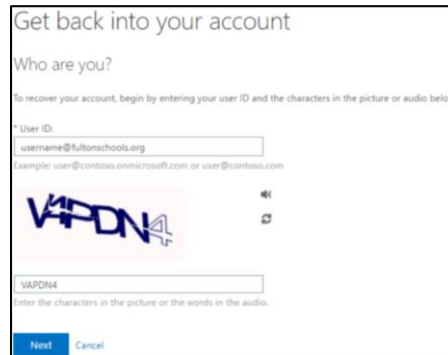 Get back into your account
Who are you?
To recover your account, begin by entering your user ID and the characters in the picture or audio belo
* User ID:
username@fultonschools.org
Example: user@contoso.onmicrosoft.com or user@contoso.com
VAPDN4
Enter the characters in the picture or the words in the audio.
Next Cancel